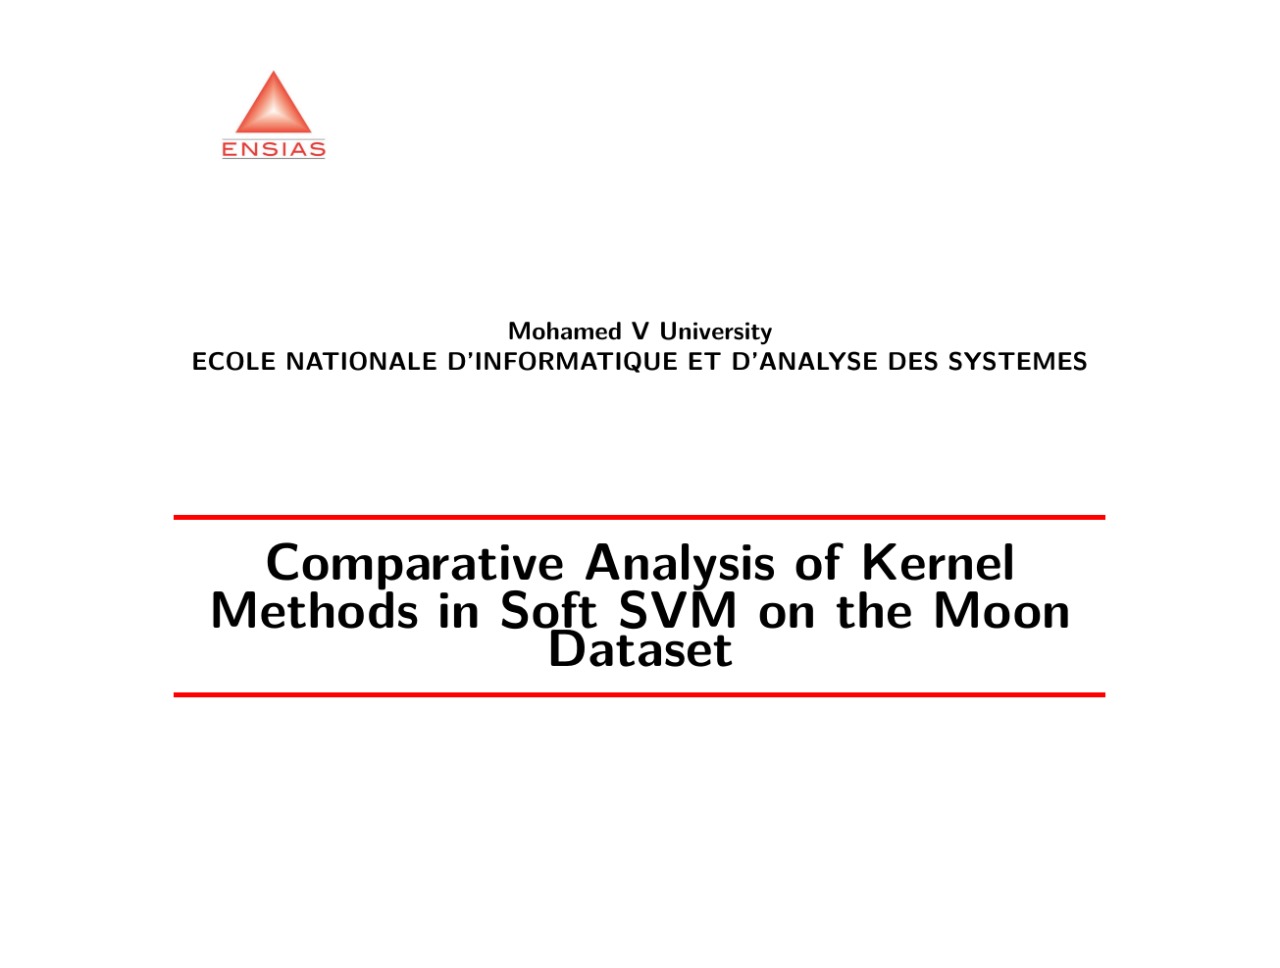 ENSIAS
Mohamed V University
ECOLE NATIONALE D'INFORMATIQUE ET D'ANALYSE DES SYSTEMES
Comparative Analysis of Kernel
Methods in Soft SVM on the Moon
Dataset